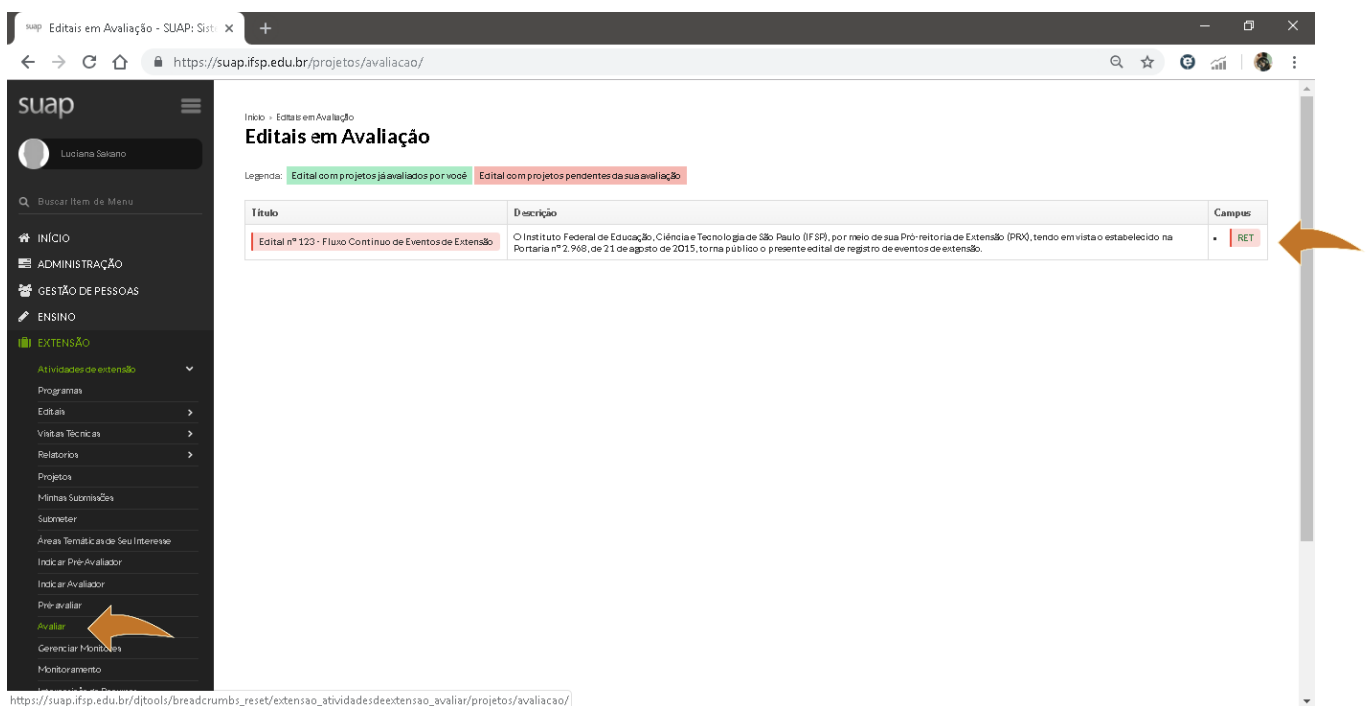 suap Editais em Avaliação - SUAP: Sist
https://suap.ifsp.edu.br/projetos/avaliacao/
suap
Luciana Sakano
Buscar Item de Menu
INÍCIO
ADMINISTRAÇÃO
GESTÃO DE PESSOAS
ENSINO
EXTENSÃO
Atividades de extensão
Programas
Editais
Visitas Técnicas
Relatorios
Projetos
Minhas Submissões
Submeter
Áreas Temáticas de Seu Interesse
Indicar Pré-Avaliador
Indicar Avaliador
Pré-avaliar
Avaliar
Gerenciar Monitores
Monitoramento
Início » Editais em Avaliação
Editais em Avaliação
Legenda: Edital com projetos já avaliados por você Edital com projetos pendentes da sua avaliação
Título Descrição Campus
Edital nº 123 - Fluxo Contínuo de Eventos de Extensão
O Instituto Federal de Educação, Ciência e Tecnologia de São Paulo (IFSP), por meio de sua Pró-reitoria de Extensão (PRX), tendo em vista o estabelecido na
Portaria nº 2.968, de 21 de agosto de 2015, torna público o presente edital de registro de eventos de extensão.
RET
https://suap.ifsp.edu.br/djtools/breadcrumbs_reset/extensao_atividadesdeextensao_avaliar/projetos/avaliacao/